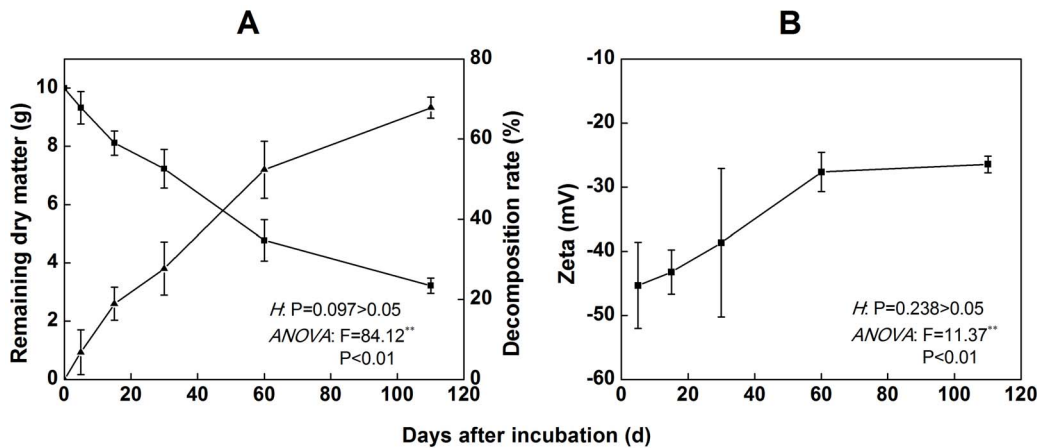 A
B
Remaining dry matter (g)
10
8
6
4
2
0
Decomposition rate (%)
80
60
40
20
0
0 20 40 60 80 100 120
H: P=0.097>0.05
ANOVA: F=84.12**
P<0.01
Zeta (mV)
-10
-20
-30
-40
-50
-60
0 20 40 60 80 100 120
H: P=0.238>0.05
ANOVA: F=11.37**
P<0.01
Days after incubation (d)